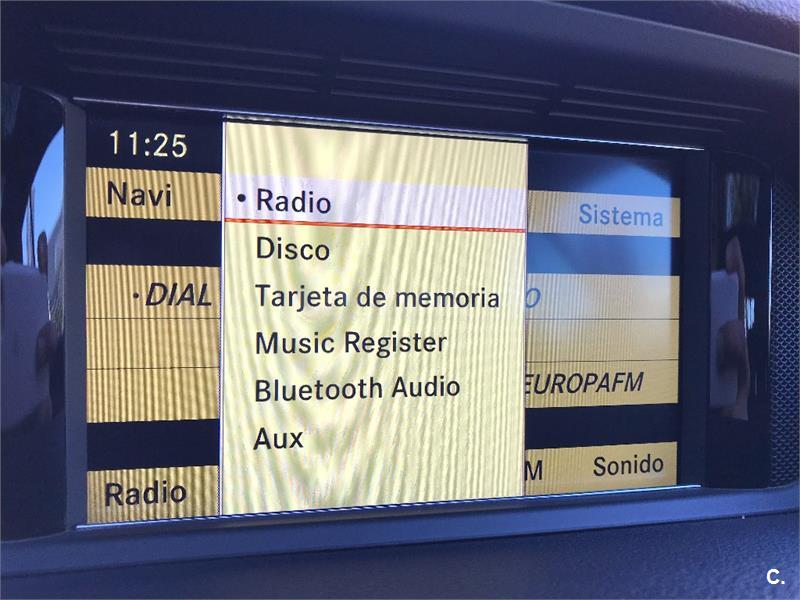 11:25
Navi
• Radio
Sistema
Disco
·DIAL
Tarjeta de memoria
O
Music Register
Bluetooth Audio
EUROPAFM
Aux
Radio
M
Sonido
C.